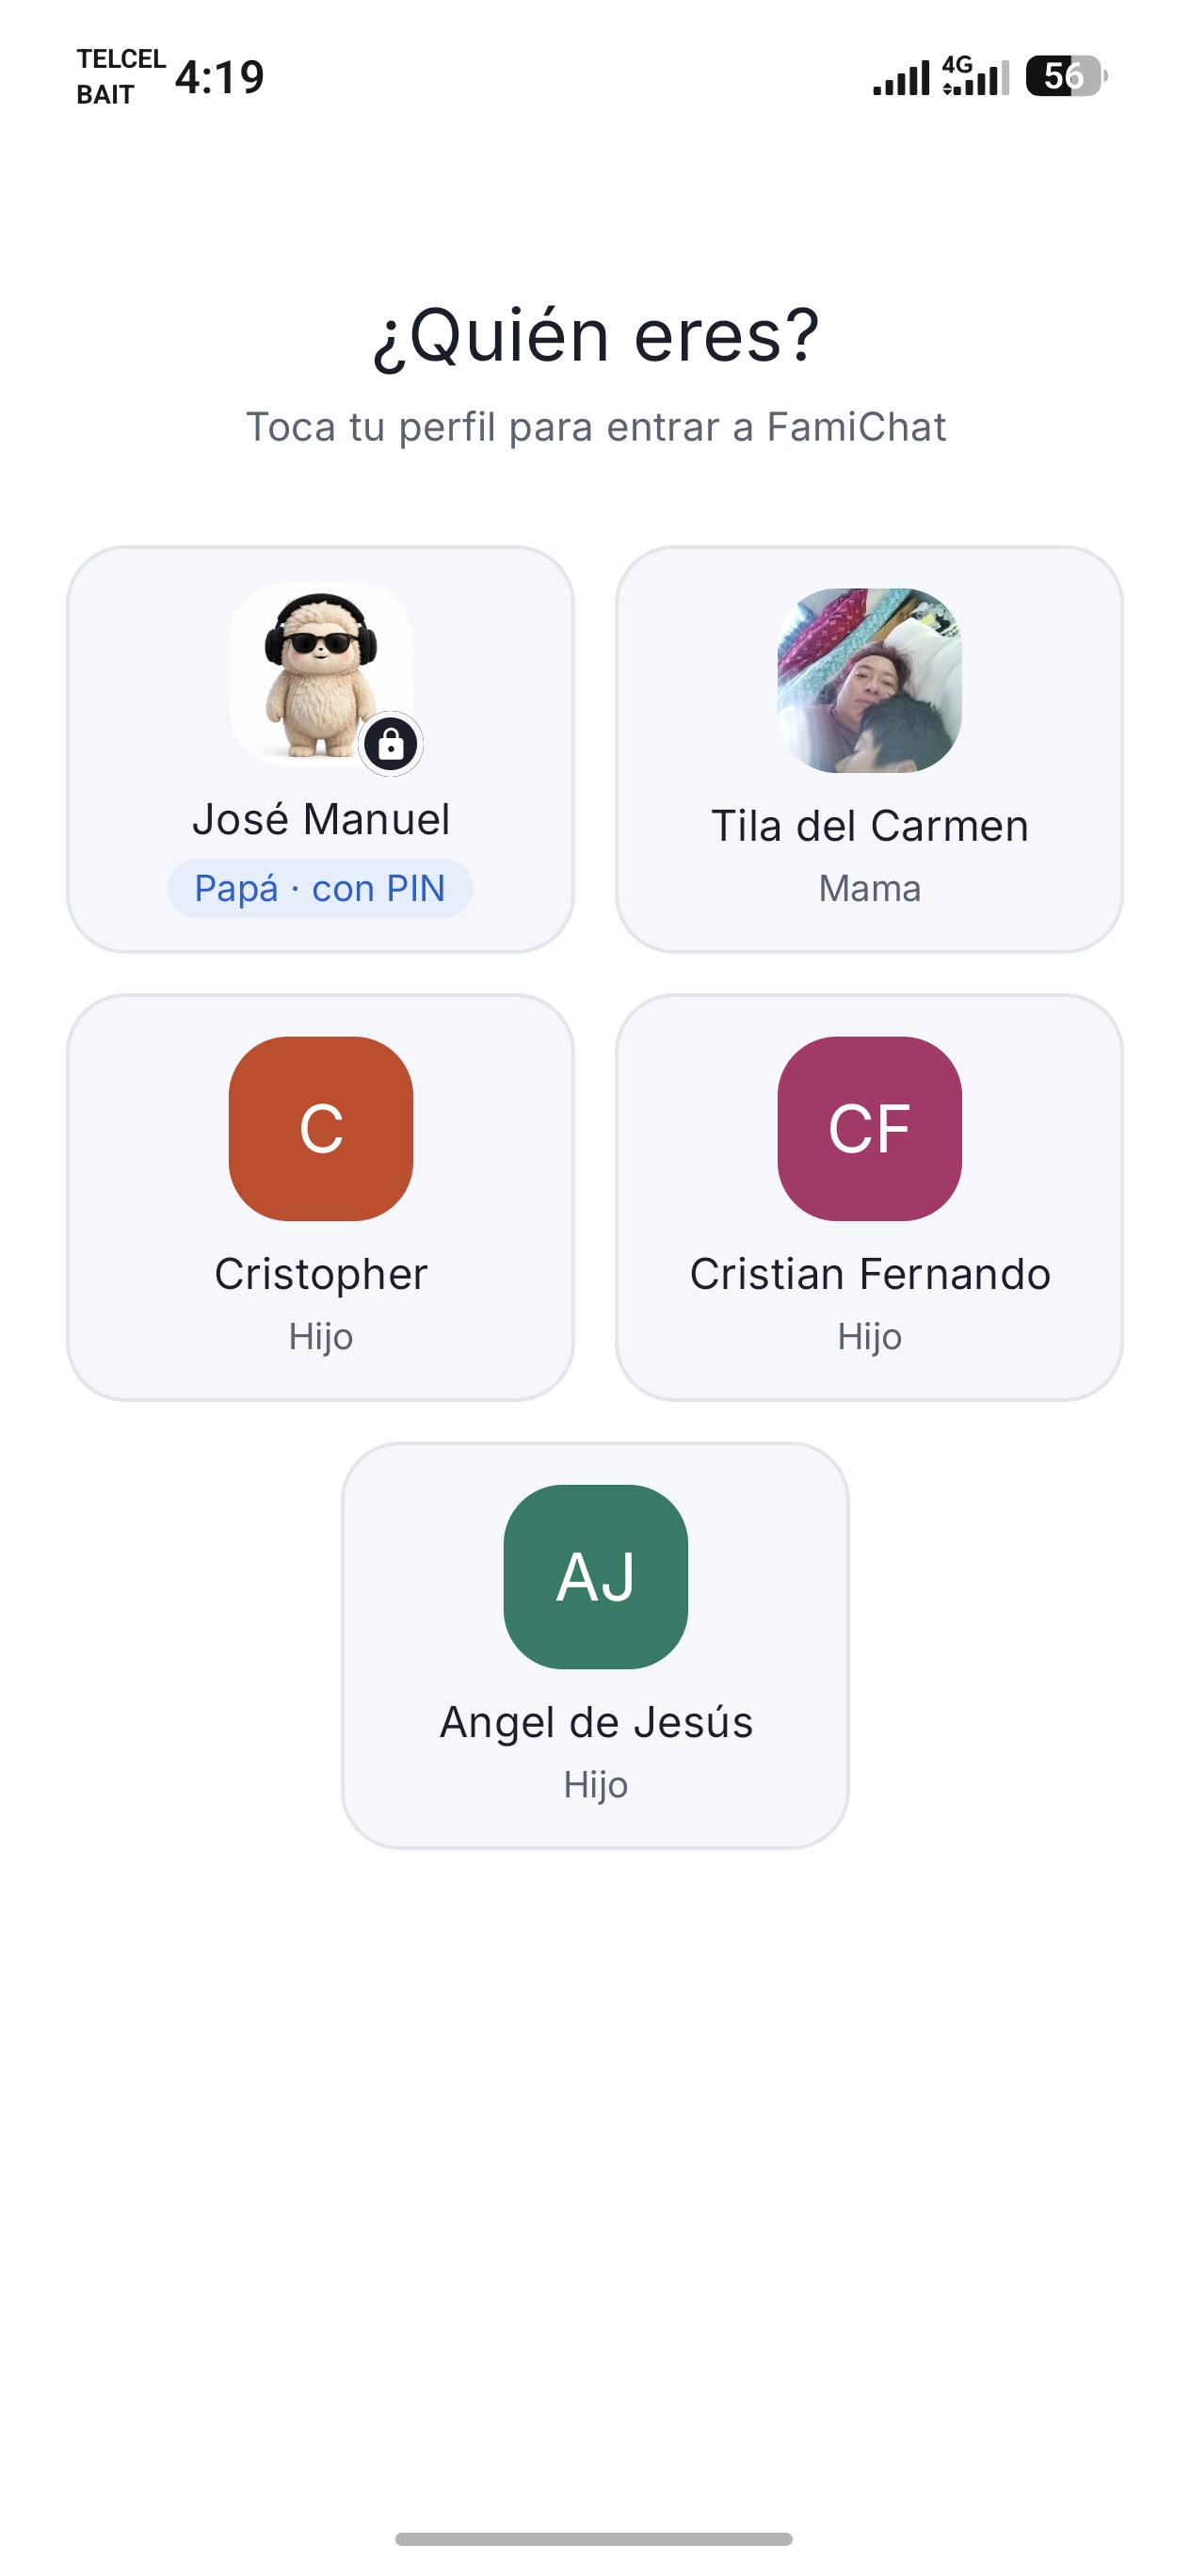 TELCEL
BAIT
4:19
4G
56
¿Quién eres?
Toca tu perfil para entrar a FamiChat
José Manuel
Papá · con PIN
Tila del Carmen
Mama
C
Cristopher
Hijo
CF
Cristian Fernando
Hijo
AJ
Angel de Jesús
Hijo